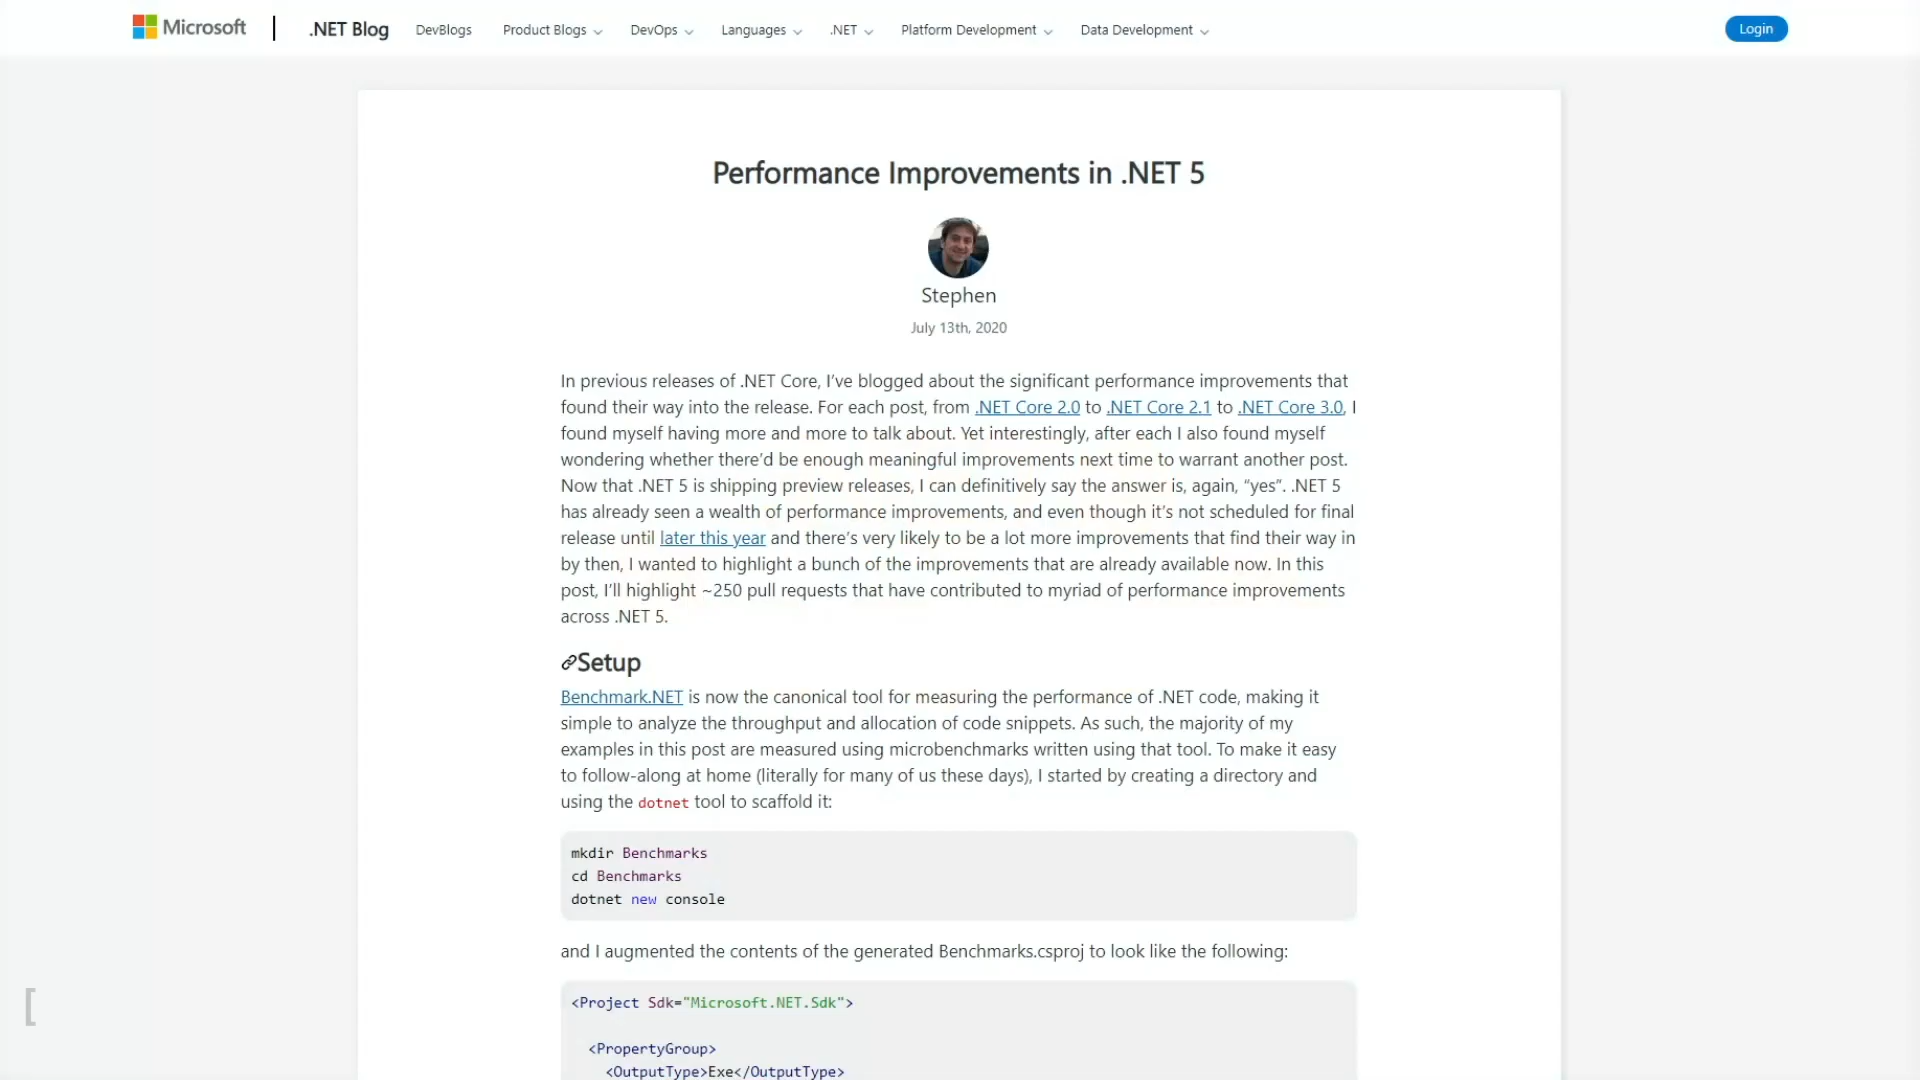 Microsoft
.NET Blog
DevBlogs
Product Blogs
DevOps
Languages
.NET
Platform Development
Data Development
Login
Performance Improvements in .NET 5
Stephen
July 13th, 2020
In previous releases of .NET Core, I’ve blogged about the significant performance improvements that
found their way into the release. For each post, from .NET Core 2.0 to .NET Core 2.1 to .NET Core 3.0, I
found myself having more and more to talk about. Yet interestingly, after each I also found myself
wondering whether there’d be enough meaningful improvements next time to warrant another post.
Now that .NET 5 is shipping preview releases, I can definitively say the answer is, again, “yes”. .NET 5
has already seen a wealth of performance improvements, and even though it’s not scheduled for final
release until later this year and there’s very likely to be a lot more improvements that find their way in
by then, I wanted to highlight a bunch of the improvements that are already available now. In this
post, I’ll highlight ~250 pull requests that have contributed to myriad of performance improvements
across .NET 5.
Setup
Benchmark.NET is now the canonical tool for measuring the performance of .NET code, making it
simple to analyze the throughput and allocation of code snippets. As such, the majority of my
examples in this post are measured using microbenchmarks written using that tool. To make it easy
to follow-along at home (literally for many of us these days), I started by creating a directory and
using the dotnet tool to scaffold it:
mkdir Benchmarks
cd Benchmarks
dotnet new console
and I augmented the contents of the generated Benchmarks.csproj to look like the following:
<Project Sdk="Microsoft.NET.Sdk">
<PropertyGroup>
<OutputType>Exe</OutputType>
[